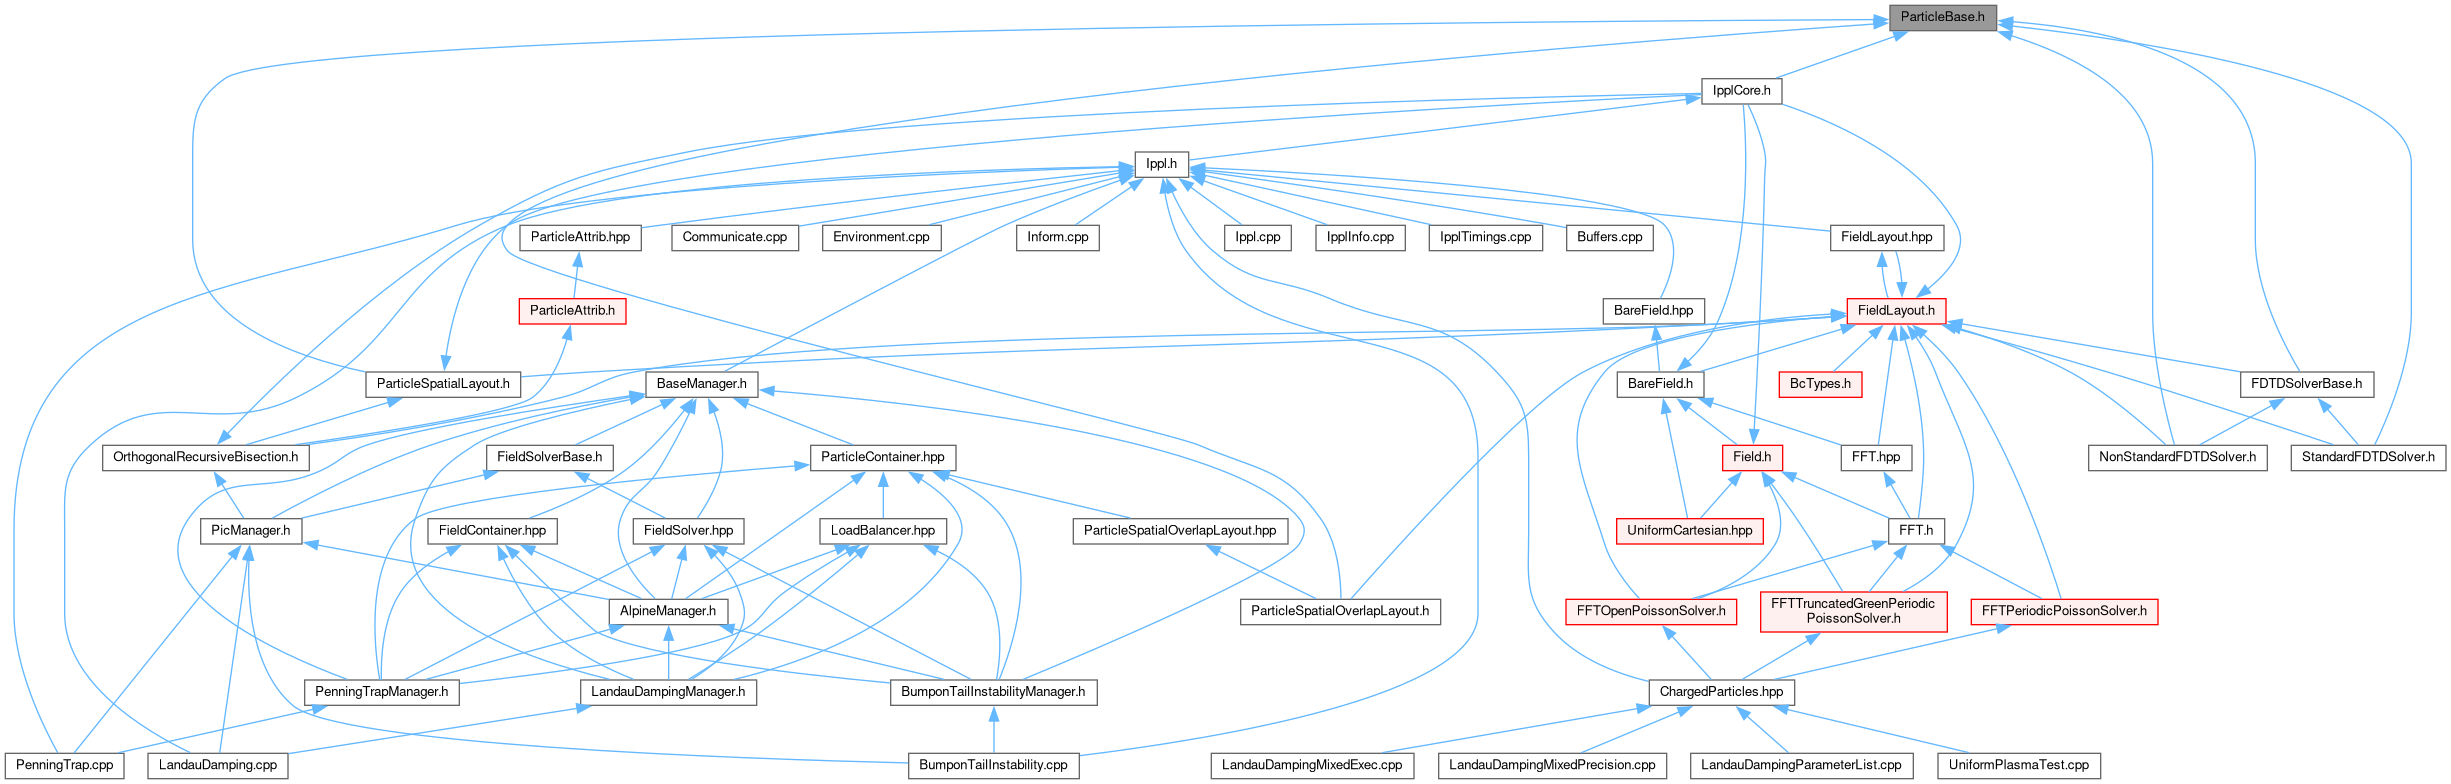 ParticleBase.h
IpplCore.h
Ippl.h
ParticleAttrib.hpp
Communicate.cpp
Environment.cpp
Inform.cpp
Ippl.cpp
IpplInfo.cpp
IpplTimings.cpp
Buffers.cpp
FieldLayout.hpp
ParticleAttrib.h
BareField.hpp
FieldLayout.h
ParticleSpatialLayout.h
BaseManager.h
BareField.h
BcTypes.h
FDTDSolverBase.h
OrthogonalRecursiveBisection.h
FieldSolverBase.h
ParticleContainer.hpp
Field.h
FFT.hpp
NonStandardFDTDSolver.h
StandardFDTDSolver.h
PicManager.h
FieldContainer.hpp
FieldSolver.hpp
LoadBalancer.hpp
ParticleSpatialOverlapLayout.hpp
UniformCartesian.hpp
FFT.h
AlpineManager.h
ParticleSpatialOverlapLayout.h
FFTOpenPoissonSolver.h
FFTTruncatedGreenPeriodic
PoissonSolver.h
FFTPeriodicPoissonSolver.h
PenningTrapManager.h
LandauDampingManager.h
BumponTailInstabilityManager.h
ChargedParticles.hpp
PenningTrap.cpp
LandauDamping.cpp
BumponTailInstability.cpp
LandauDampingMixedExec.cpp
LandauDampingMixedPrecision.cpp
LandauDampingParameterList.cpp
UniformPlasmaTest.cpp